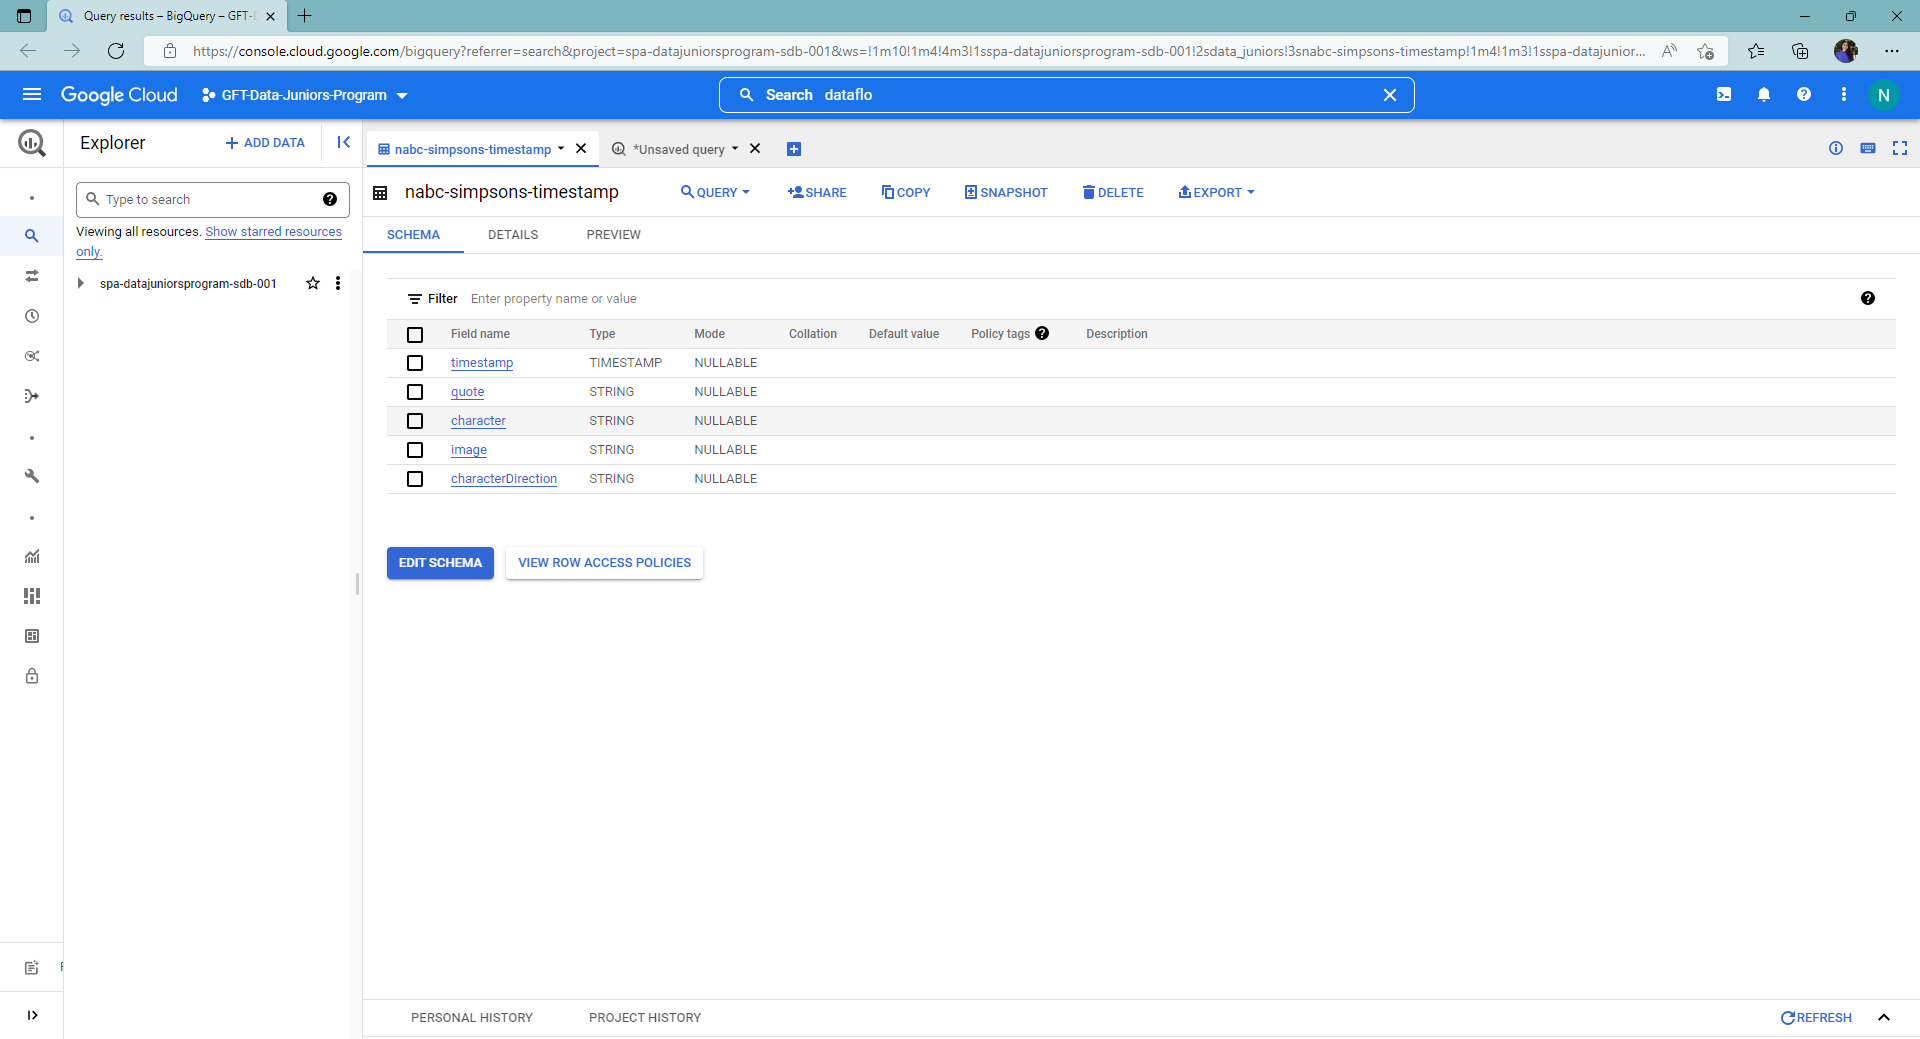 Query results – BigQuery – GFT-D
https://console.cloud.google.com/bigquery?referrer=search&project=spa-datajuniorsprogram-sdb-001&ws=!1m10!1m4!4m3!1sspa-datajuniorsprogram-sdb-001!2sdata_juniors!3snabc-simpsons-timestamp!1m4!1m3!1sspa-datajunior...
Google Cloud
GFT-Data-Juniors-Program
Search dataflo
N
Explorer
+ ADD DATA
nabc-simpsons-timestamp
*Unsaved query
Type to search
nabc-simpsons-timestamp
QUERY
SHARE
COPY
SNAPSHOT
DELETE
EXPORT
Viewing all resources. Show starred resources
only.
SCHEMA
DETAILS
PREVIEW
spa-datajuniorsprogram-sdb-001
Filter Enter property name or value
Field name Type Mode Collation Default value Policy tags Description
timestamp TIMESTAMP NULLABLE
quote STRING NULLABLE
character STRING NULLABLE
image STRING NULLABLE
characterDirection STRING NULLABLE
EDIT SCHEMA
VIEW ROW ACCESS POLICIES
PERSONAL HISTORY
PROJECT HISTORY
REFRESH